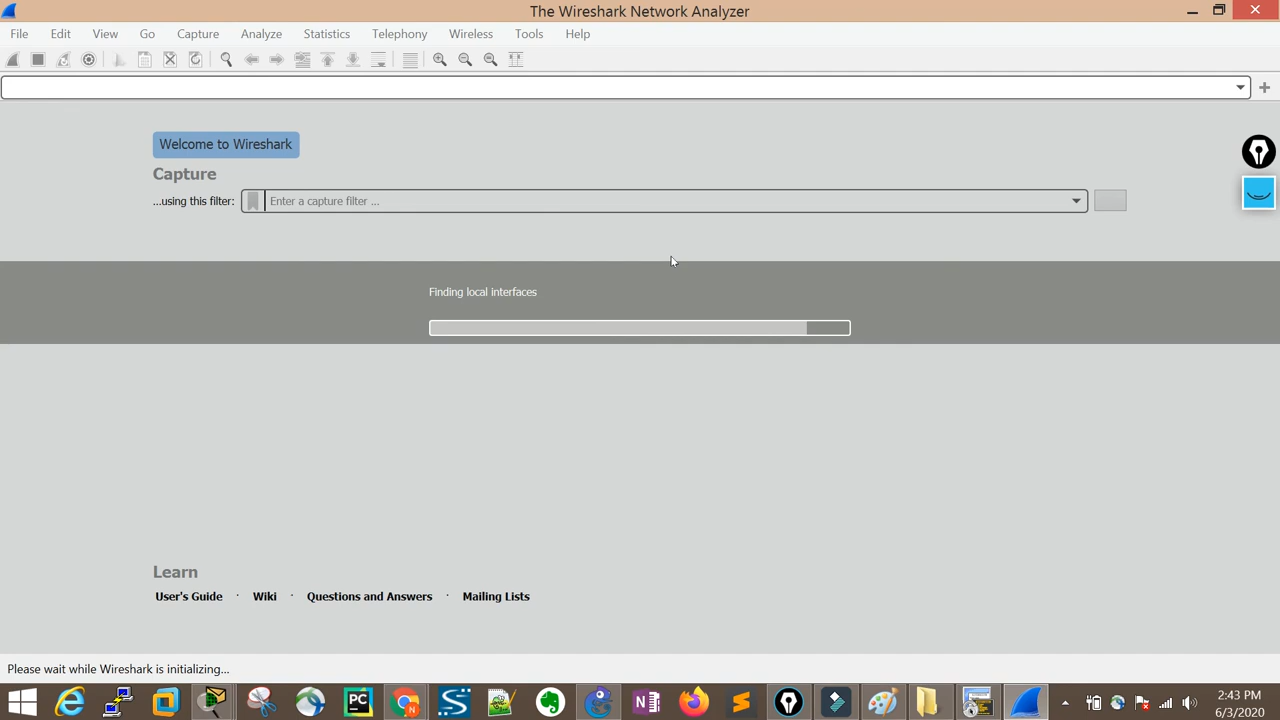 The Wireshark Network Analyzer
File Edit View Go Capture Analyze Statistics Telephony Wireless Tools Help
Welcome to Wireshark
Capture
...using this filter: Enter a capture filter ...
Finding local interfaces
Learn
User's Guide · Wiki · Questions and Answers · Mailing Lists
Please wait while Wireshark is initializing...
PC N N
2:43 PM
6/3/2020